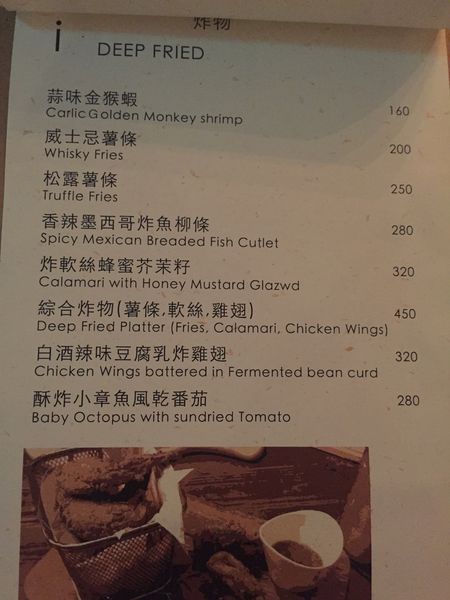 炸物
i DEEP FRIED
蒜味金猴蝦
Carlic Golden Monkey shrimp 160
威士忌薯條
Whisky Fries 200
松露薯條
Truffle Fries 250
香辣墨西哥炸魚柳條
Spicy Mexican Breaded Fish Cutlet 280
炸軟絲蜂蜜芥茉籽
Calamari with Honey Mustard Glazwd 320
綜合炸物(薯條,軟絲,雞翅) 450
Deep Fried Platter (Fries, Calamari, Chicken Wings)
白酒辣味豆腐乳炸雞翅 320
Chicken Wings battered in Fermented bean curd
酥炸小章魚風乾番茄 280
Baby Octopus with sundried Tomato